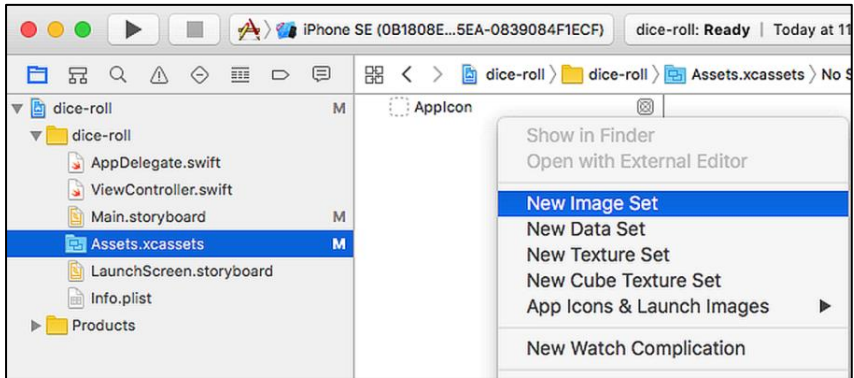 iPhone SE (0B1808E...5EA-0839084F1ECF)
dice-roll: Ready | Today at 11
dice-roll
dice-roll
Assets.xcassets
No S
dice-roll M
dice-roll
AppDelegate.swift
ViewController.swift
Main.storyboard M
Assets.xcassets M
LaunchScreen.storyboard
Info.plist
Products
AppIcon
Show in Finder
Open with External Editor
New Image Set
New Data Set
New Texture Set
New Cube Texture Set
App Icons & Launch Images
New Watch Complication